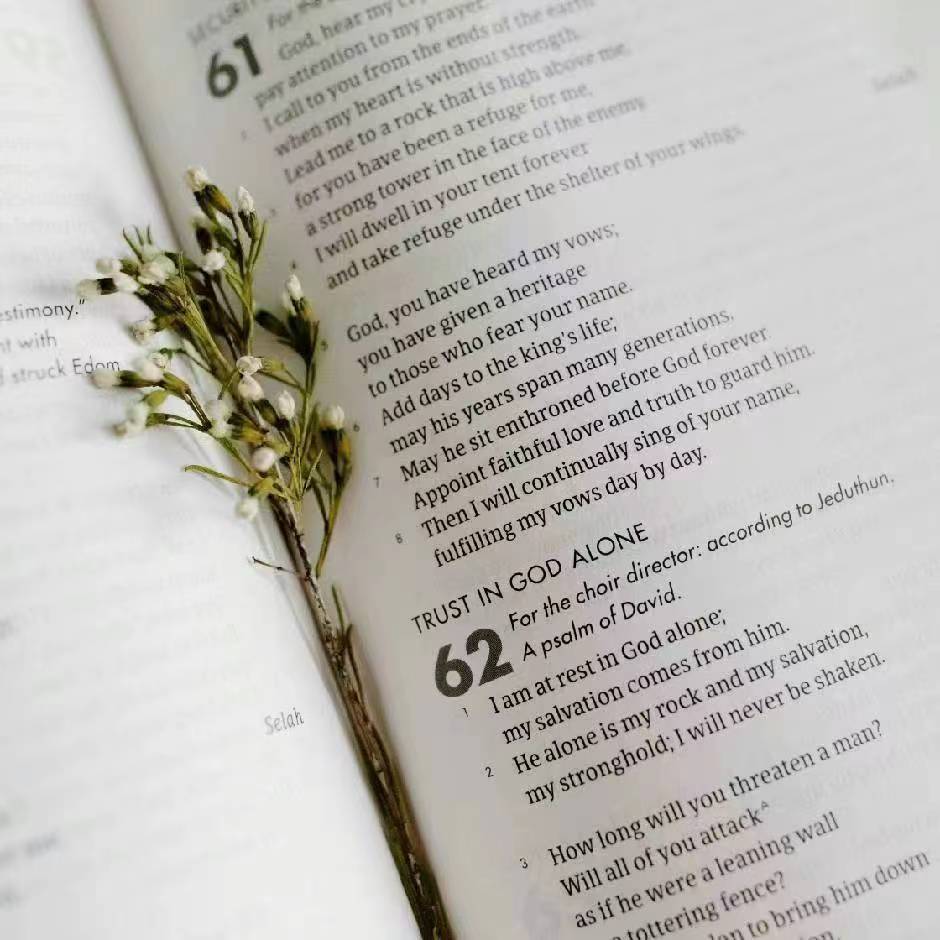 estimony."
t with
struck Edom
Selah
SECURIT
61
For the
God, hear my cry
pay attention to my prayer.
2 I call to you from the ends of the earth
when my heart is without strength.
Lead me to a rock that is high above me,
3 for you have been a refuge for me,
a strong tower in the face of the enemy.
4 I will dwell in your tent forever
and take refuge under the shelter of your wings.
Selah
5 God, you have heard my vows;
you have given a heritage
to those who fear your name.
6 Add days to the king's life;
may his years span many generations.
7 May he sit enthroned before God forever
Appoint faithful love and truth to guard him.
8 Then I will continually sing of your name,
fulfilling my vows day by day.
TRUST IN GOD ALONE
62
For the choir director: according to Jeduthun.
A psalm of David.
1 I am at rest in God alone;
my salvation comes from him.
2 He alone is my rock and my salvation,
my stronghold; I will never be shaken.
3 How long will you threaten a man?
Will all of you attackA
as if he were a leaning wall
tottering fence?
to bring him down